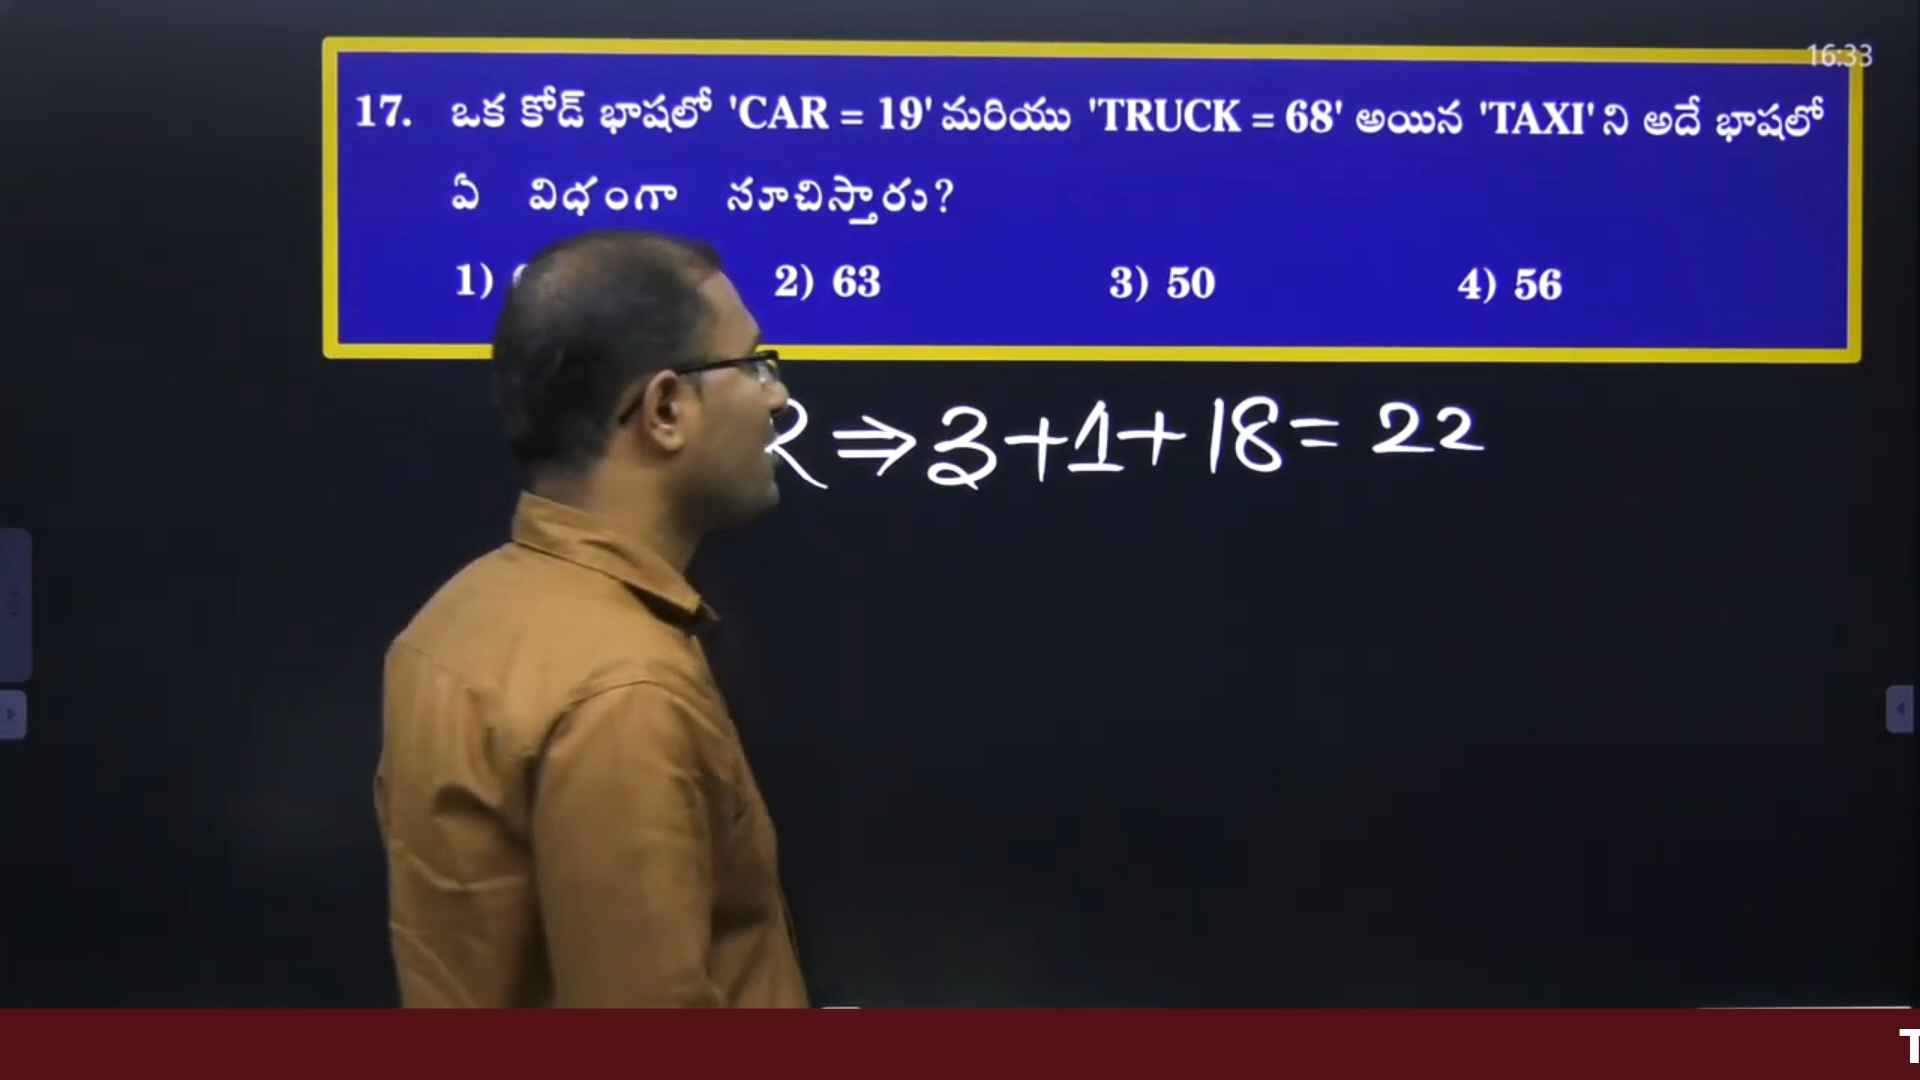 16:33
17. ఒక కోడ్ భాషలో 'CAR = 19' మరియు 'TRUCK = 68' అయిన 'TAXI' ని అదే భాషలో
ఏ విధంగా సూచిస్తారు?
1) 2) 63 3) 50 4) 56
R ⇒ 3 + 1 + 18 = 22
T